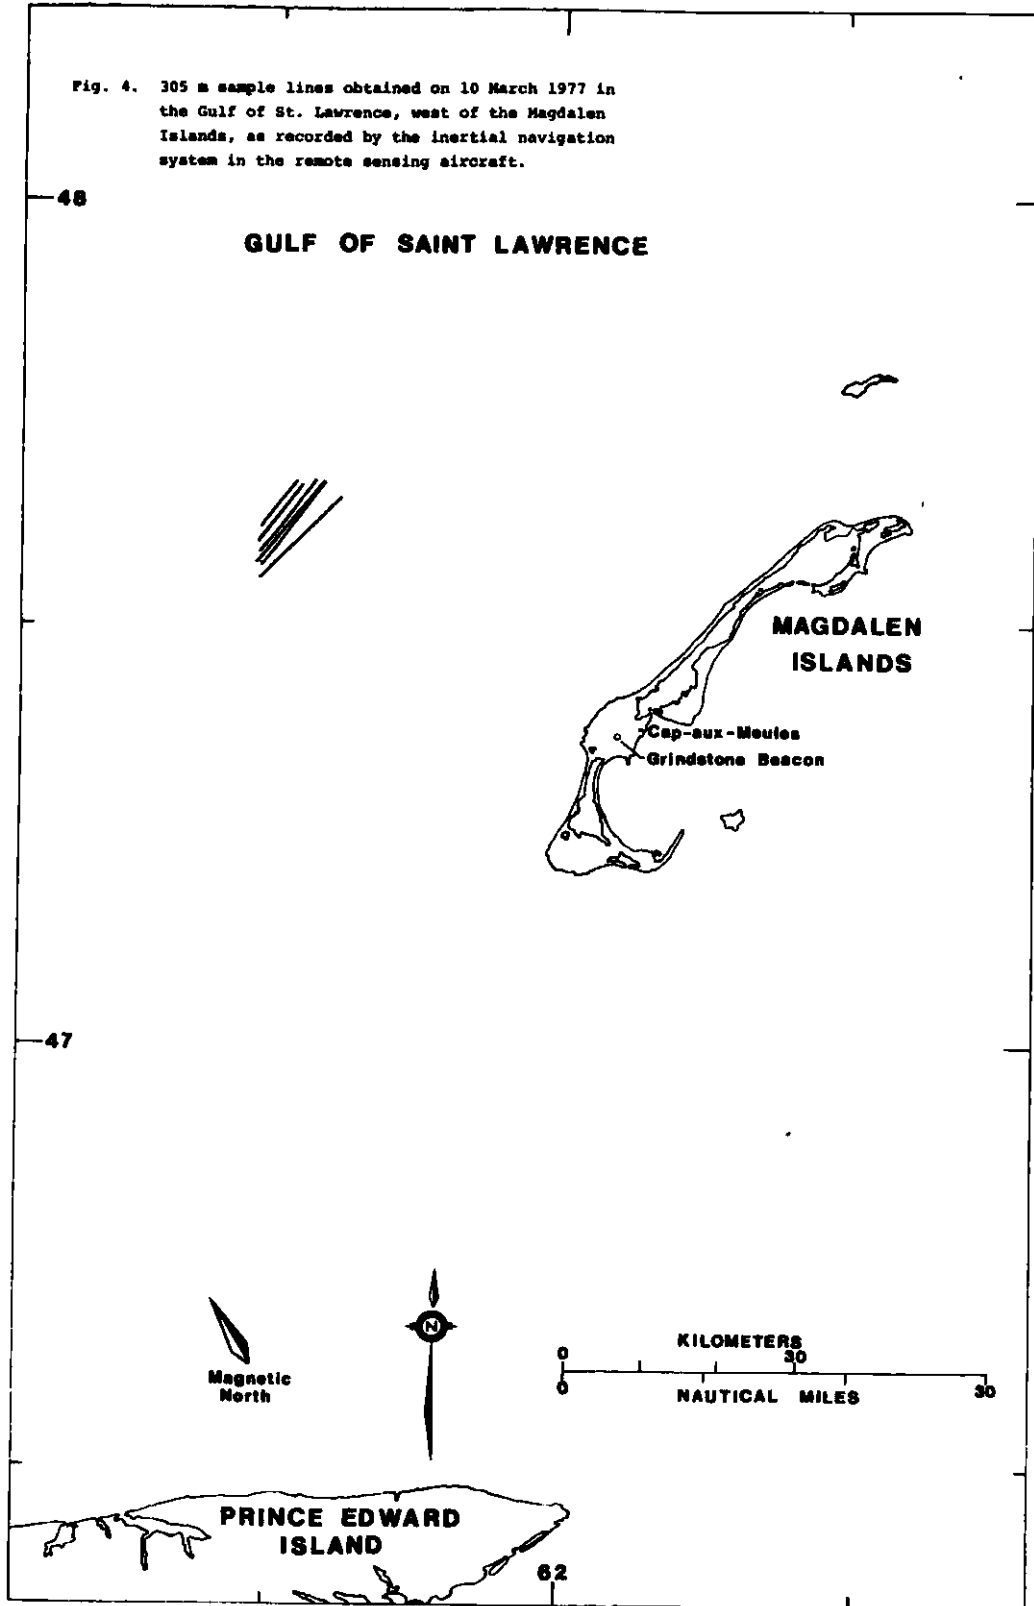 Fig. 4. 305 m sample lines obtained on 10 March 1977 in
the Gulf of St. Lawrence, west of the Magdalen
Islands, as recorded by the inertial navigation
system in the remote sensing aircraft.
48
GULF OF SAINT LAWRENCE
MAGDALEN
ISLANDS
Cap-aux-Meules
Grindstone Beacon
47
N
Magnetic
North
KILOMETERS
0 30
0 30
NAUTICAL MILES
PRINCE EDWARD
ISLAND
62